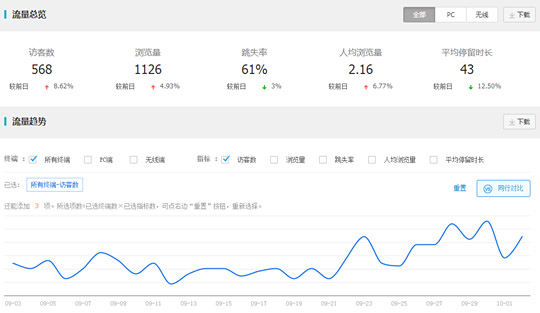 流量总览
全部 PC 无线 下载
访客数 浏览量 跳失率 人均浏览量 平均停留时长
568 1126 61% 2.16 43
较前日 8.62% 较前日 4.93% 较前日 3% 较前日 6.77% 较前日 12.50%
流量趋势
下载
终端： 所有终端 PC端 无线端 指标： 访客数 浏览量 跳失率 人均浏览量 平均停留时长
已选： 所有终端-访客数 重置 VS 同行对比
还能添加 3 项。所选项数=已选终端数×已选指标数，可点右边“重置”按钮，重新选择。
09-03 09-05 09-07 09-09 09-11 09-13 09-15 09-17 09-19 09-21 09-23 09-25 09-27 09-29 10-01